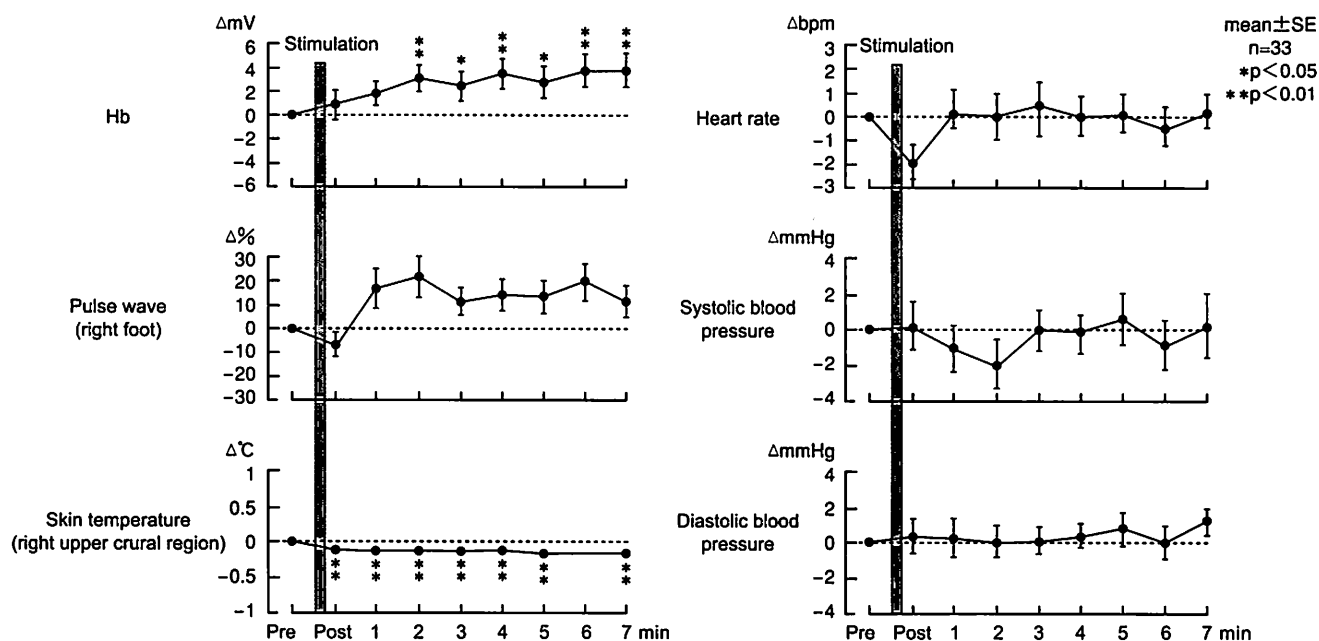 ΔmV
Stimulation
6
4
2
0
−2
−4
−6
Hb
** * ** * ** **
Δbpm
Stimulation
3
2
1
0
−1
−2
−3
Heart rate
mean±SE
n=33
*p<0.05
**p<0.01
Δ%
30
20
10
0
−10
−20
−30
Pulse wave
(right foot)
ΔmmHg
4
2
0
−2
−4
Systolic blood
pressure
Δ℃
1
0.5
0
−0.5
−1
Skin temperature
(right upper crural region)
** ** ** ** ** ** **
Pre Post 1 2 3 4 5 6 7 min
ΔmmHg
4
2
0
−2
−4
Diastolic blood
pressure
Pre Post 1 2 3 4 5 6 7 min